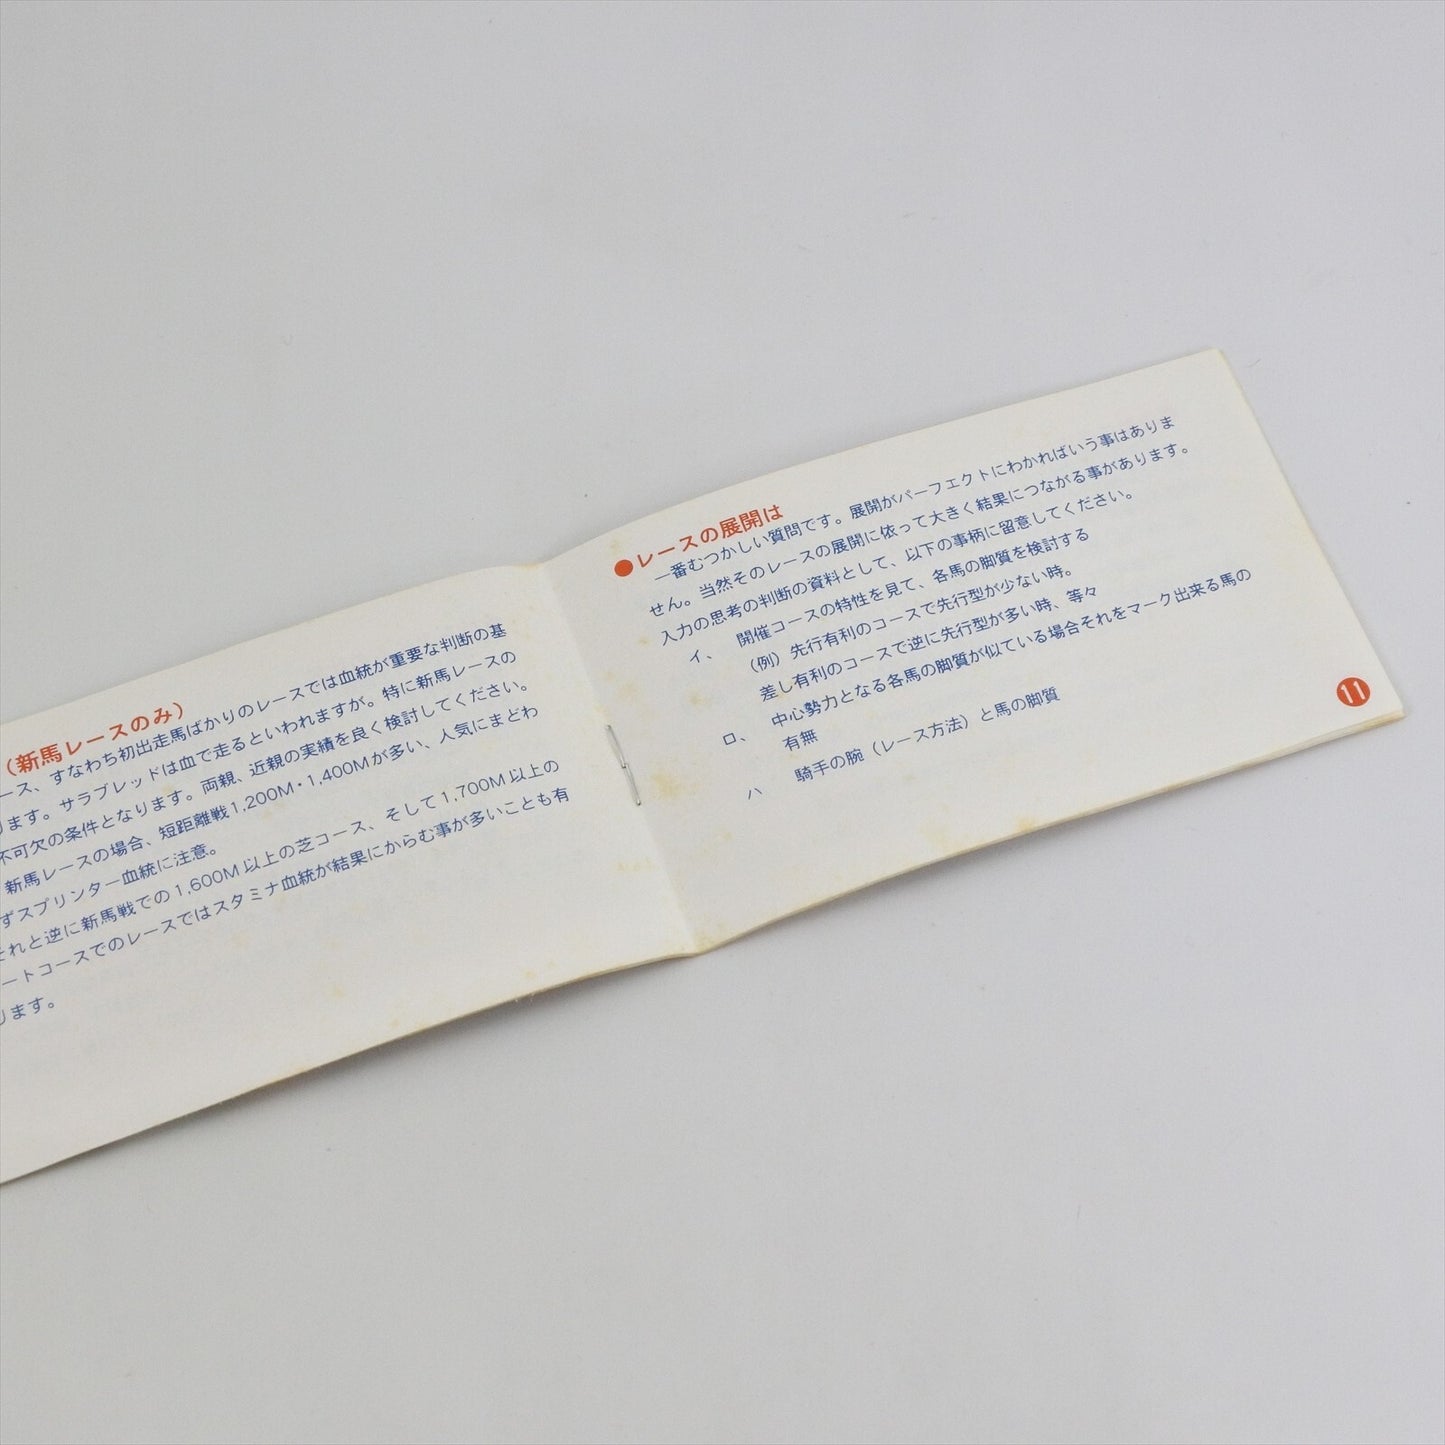 （新馬レースのみ）
ース、すなわち初出走馬ばかりのレースでは血統が重要な判断の基
ります。サラブレッドは血で走るといわれますが。特に新馬レースの
不可欠の条件となります。両親、近親の実績を良く検討してください。
新馬レースの場合、短距離戦1,200M・1,400Mが多い、人気にまどわ
ずスプリンター血統に注意。
それと逆に新馬戦での1,600M以上の芝コース、そして1,700M以上の
ートコースでのレースではスタミナ血統が結果にからむ事が多いことも有
ります。
●レースの展開は
一番むつかしい質問です。展開がパーフェクトにわかればいう事はありま
せん。当然そのレースの展開に依って大きく結果につながる事があります。
入力の思考の判断の資料として、以下の事柄に留意してください。
イ、 開催コースの特性を見て、各馬の脚質を検討する
（例）先行有利のコースで先行型が少ない時。
差し有利のコースで逆に先行型が多い時、等々
ロ、 中心勢力となる各馬の脚質が似ている場合それをマーク出来る馬の
有無
ハ 騎手の腕（レース方法）と馬の脚質
11